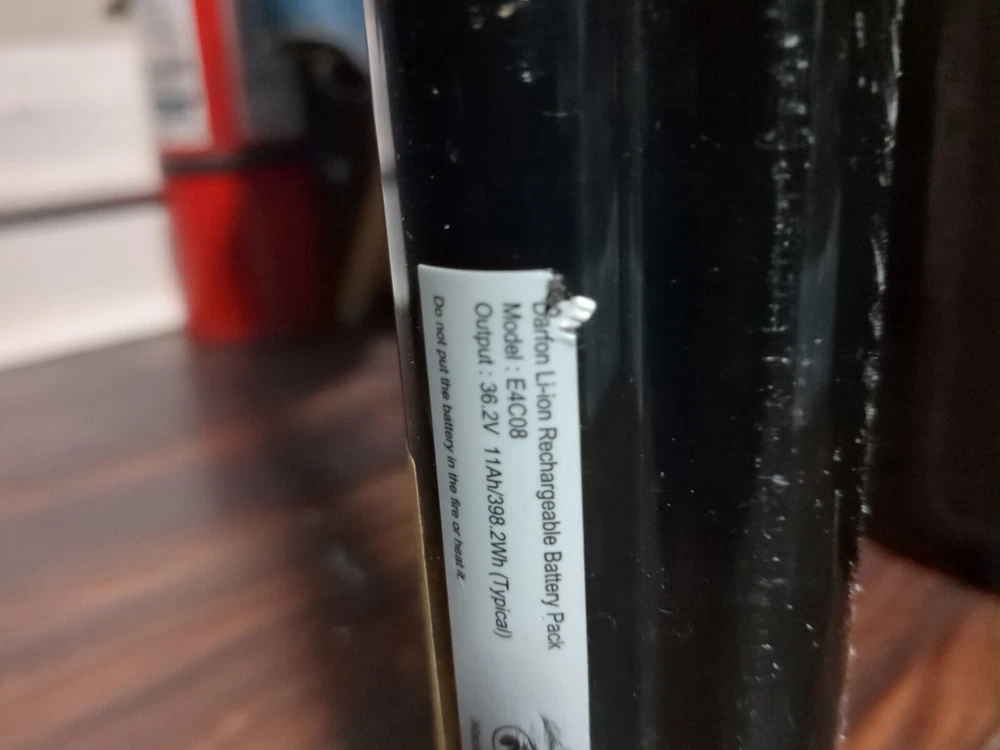 Darfon Li-ion Rechargeable Battery Pack
Model : E4C08
Output : 36.2V 11Ah/398.2Wh (Typical)
Do not put the battery in the fire or heat it.